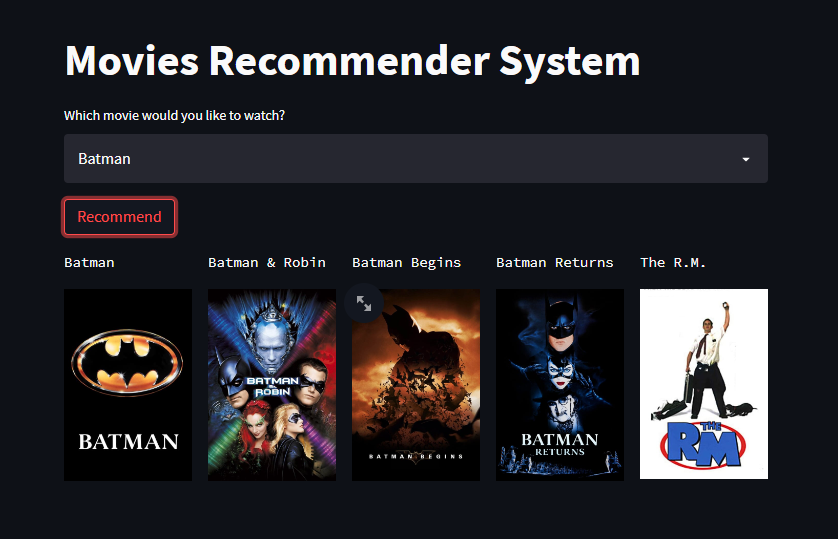 Movies Recommender System
Which movie would you like to watch?
Batman
Recommend
Batman
Batman & Robin
Batman Begins
Batman Returns
The R.M.
BATMAN
BATMAN
& ROBIN
BATMAN BEGINS
BATMAN
RETURNS
THE
RM